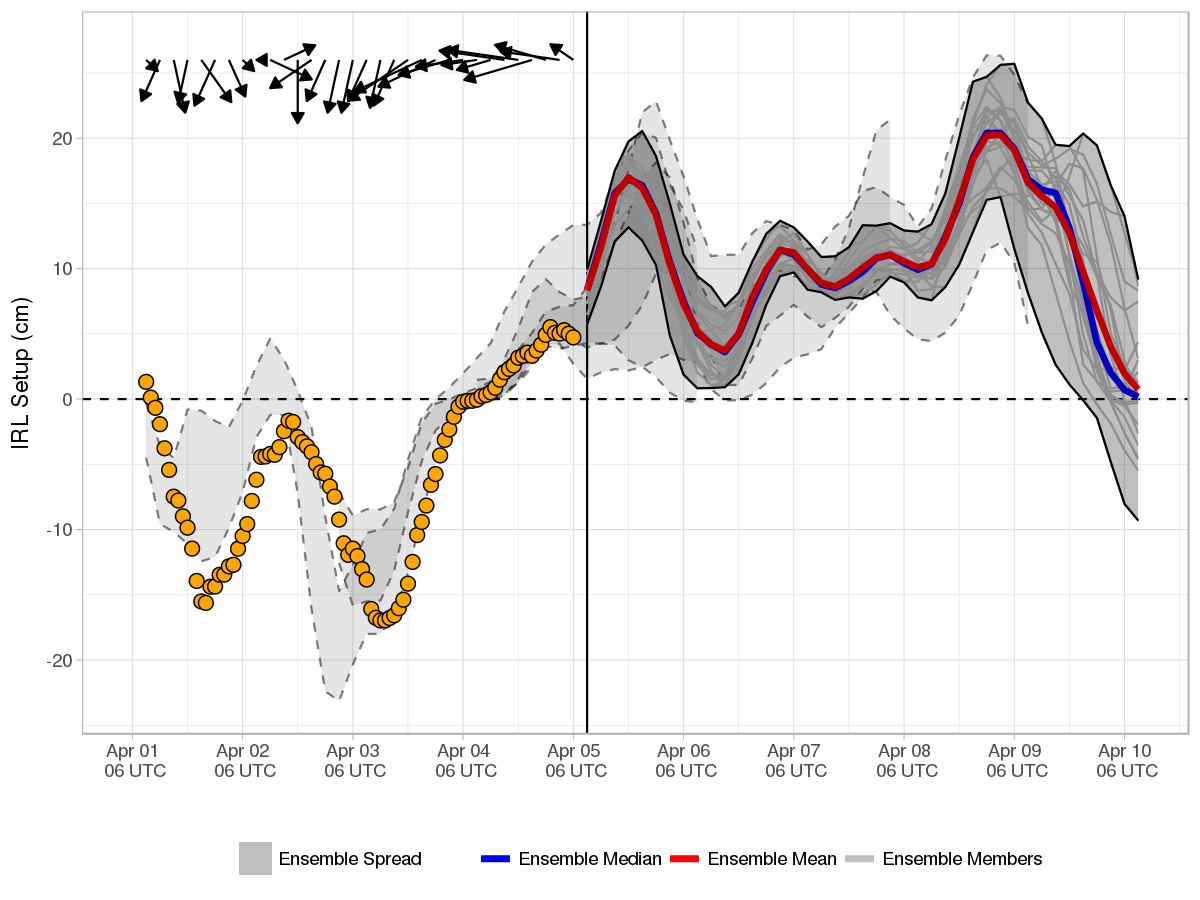 IRL Setup (cm)
20
10
0
-10
-20
Apr 01 Apr 02 Apr 03 Apr 04 Apr 05 Apr 06 Apr 07 Apr 08 Apr 09 Apr 10
06 UTC 06 UTC 06 UTC 06 UTC 06 UTC 06 UTC 06 UTC 06 UTC 06 UTC 06 UTC
Ensemble Spread Ensemble Median Ensemble Mean Ensemble Members